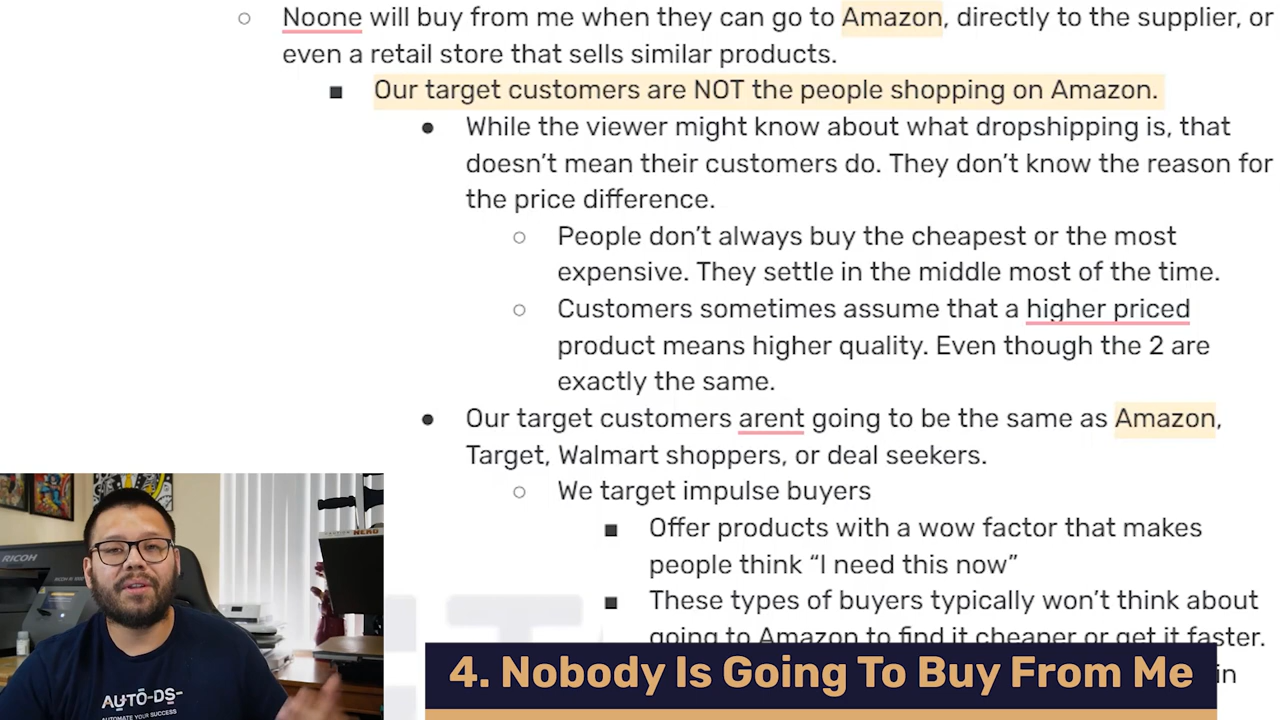 Noone will buy from me when they can go to Amazon, directly to the supplier, or
even a retail store that sells similar products.
Our target customers are NOT the people shopping on Amazon.
While the viewer might know about what dropshipping is, that
doesn’t mean their customers do. They don’t know the reason for
the price difference.
People don’t always buy the cheapest or the most
expensive. They settle in the middle most of the time.
Customers sometimes assume that a higher priced
product means higher quality. Even though the 2 are
exactly the same.
Our target customers arent going to be the same as Amazon,
Target, Walmart shoppers, or deal seekers.
We target impulse buyers
Offer products with a wow factor that makes
people think “I need this now”
These types of buyers typically won’t think about
going to Amazon to find it cheaper or get it faster.
in
4. Nobody Is Going To Buy From Me
RICOH
AUTO-DS-
AUTOMATE YOUR SUCCESS